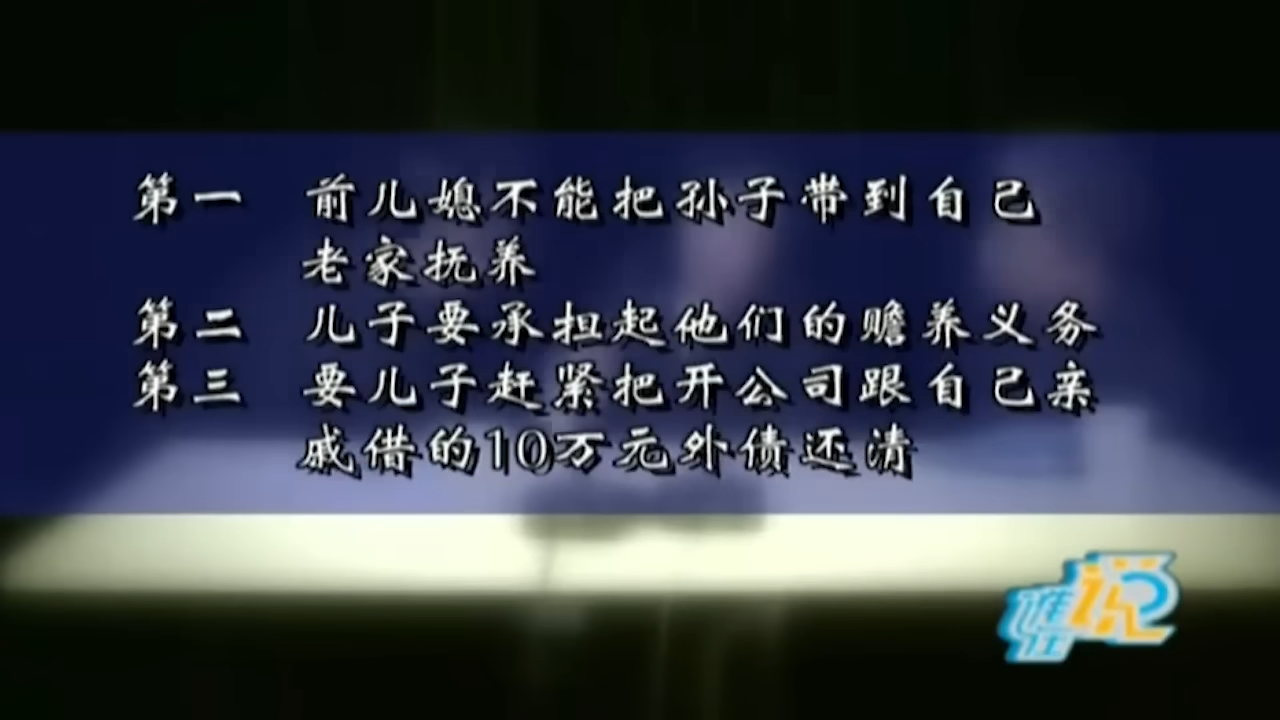 第一 前儿媳不能把孙子带到自己
老家抚养
第二 儿子要承担起他们的赡养义务
第三 要儿子赶紧把开公司跟自己亲
戚借的10万元外债还清
谁在说